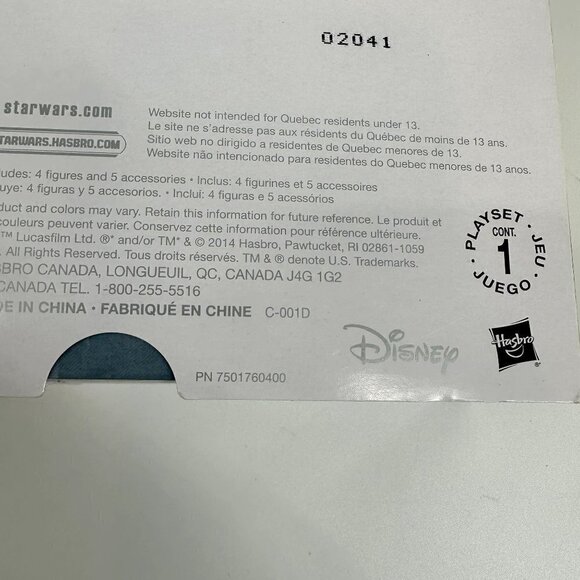 02041
starwars.com
STARWARS.HASBRO.COM
Website not intended for Quebec residents under 13.
Le site ne s'adresse pas aux résidents du Québec de moins de 13 ans.
Sitio web no dirigido a residentes de Quebec menores de 13.
Website não intencionado para residentes do Quebec menores de 13 anos.
udes: 4 figures and 5 accessories • Inclus: 4 figurines et 5 accessoires
uye: 4 figuras y 5 accesorios. • Inclui: 4 figuras e 5 acessórios
duct and colors may vary. Retain this information for future reference. Le produit et
couleurs peuvent varier. Conservez cette information pour référence ultérieure.
™ Lucasfilm Ltd. ®* and/or TM* & © 2014 Hasbro, Pawtucket, RI 02861-1059
. All Rights Reserved. Tous droits réservés. TM & ® denote U.S. Trademarks.
BRO CANADA, LONGUEUIL, QC, CANADA J4G 1G2
CANADA TEL. 1-800-255-5516
DE IN CHINA • FABRIQUÉ EN CHINE C-001D
PLAYSET • JEU • JUEGO •
CONT.
1
DISNEY
Hasbro
®
PN 7501760400